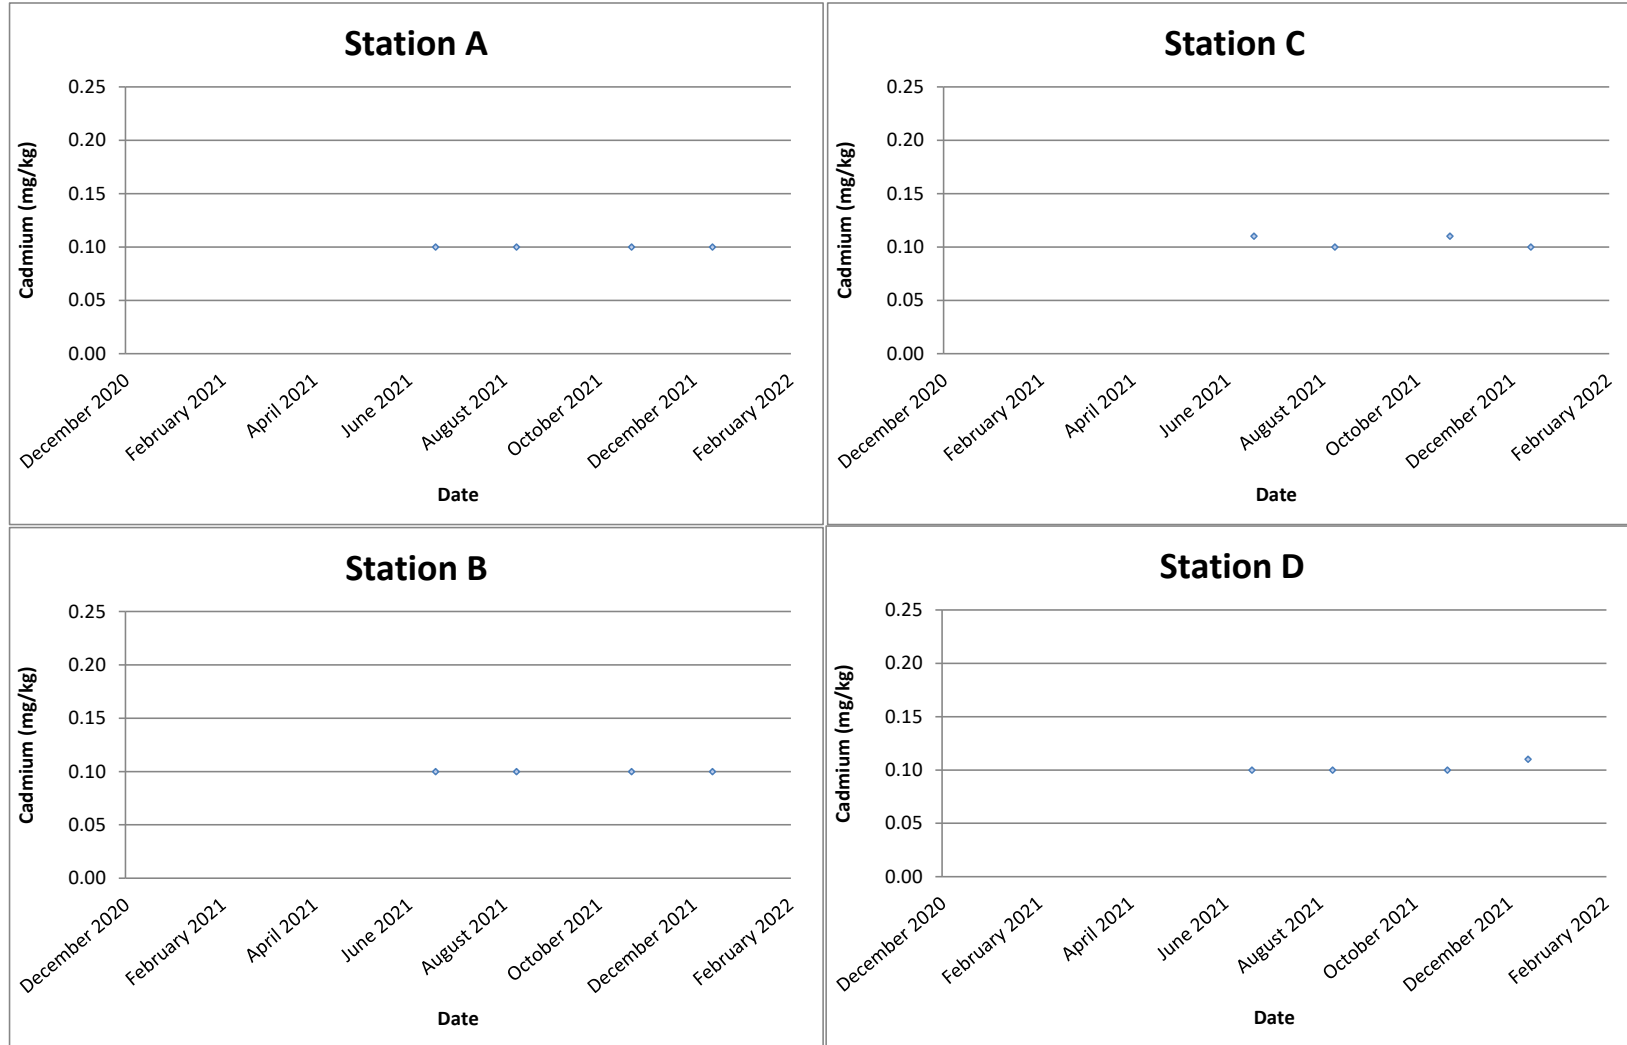 Station A
Cadmium (mg/kg)
0.25
0.20
0.15
0.10
0.05
0.00
December 2020
February 2021
April 2021
June 2021
August 2021
October 2021
December 2021
February 2022
Date
Station C
Cadmium (mg/kg)
0.25
0.20
0.15
0.10
0.05
0.00
December 2020
February 2021
April 2021
June 2021
August 2021
October 2021
December 2021
February 2022
Date
Station B
Cadmium (mg/kg)
0.25
0.20
0.15
0.10
0.05
0.00
December 2020
February 2021
April 2021
June 2021
August 2021
October 2021
December 2021
February 2022
Date
Station D
Cadmium (mg/kg)
0.25
0.20
0.15
0.10
0.05
0.00
December 2020
February 2021
April 2021
June 2021
August 2021
October 2021
December 2021
February 2022
Date